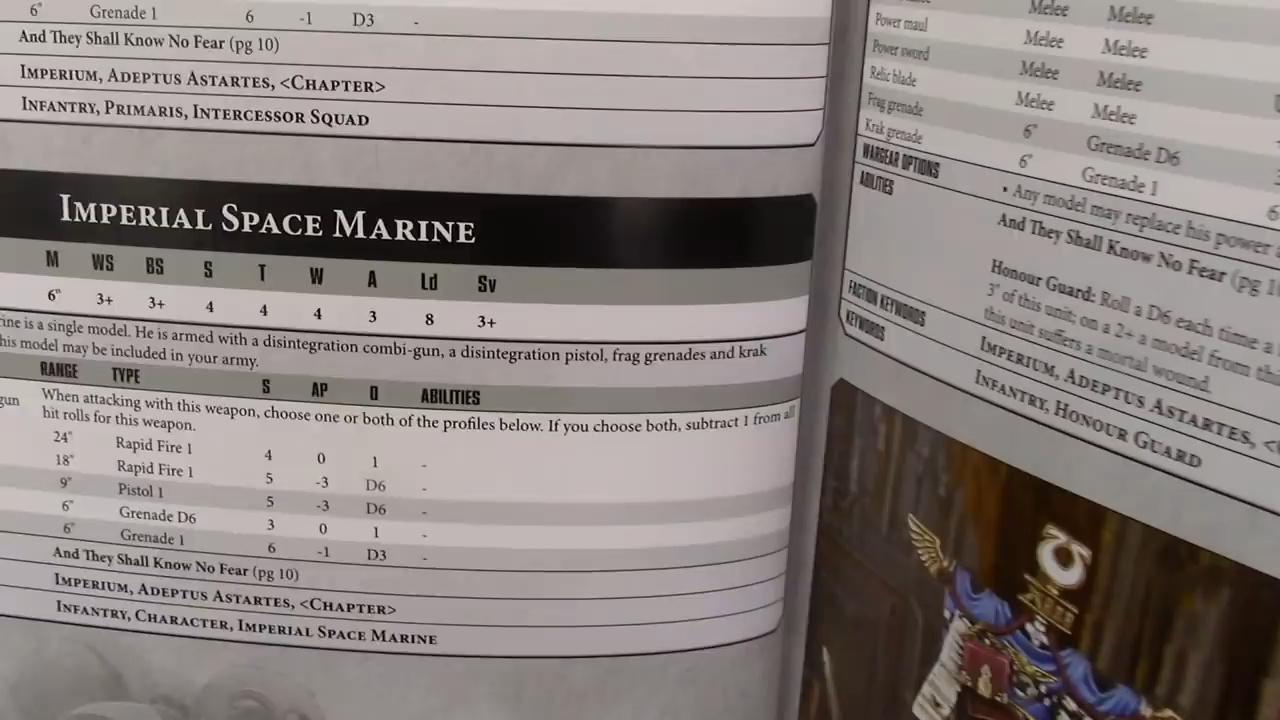 6" Grenade 1 6 -1 D3 -
And They Shall Know No Fear (pg 10)
Imperium, Adeptus Astartes, <Chapter>
Infantry, Primaris, Intercessor Squad
Imperial Space Marine
M WS BS S T W A Ld Sv
6" 3+ 3+ 4 4 4 3 8 3+
is a single model. He is armed with a disintegration combi-gun, a disintegration pistol, frag grenades and krak
this model may be included in your army.
RANGE TYPE S AP D ABILITIES
gun When attacking with this weapon, choose one or both of the profiles below. If you choose both, subtract 1 from all
hit rolls for this weapon.
24" Rapid Fire 1 4 0 1 -
18" Rapid Fire 1 5 -3 D6 -
9" Pistol 1 5 -3 D6 -
6" Grenade D6 3 0 1 -
6" Grenade 1 6 -1 D3 -
And They Shall Know No Fear (pg 10)
Imperium, Adeptus Astartes, <Chapter>
Infantry, Character, Imperial Space Marine
Melee Melee
Power maul Melee Melee
Power sword Melee Melee
Relic blade Melee Melee
Frag grenade 6" Grenade D6
Krak grenade 6" Grenade 1 6
WARGEAR OPTIONS • Any model may replace his power
ABILITIES And They Shall Know No Fear (pg
Honour Guard: Roll a D6 each time a
3" of this unit; on a 2+ a model from
this unit suffers a mortal wound.
FACTION KEYWORDS Imperium, Adeptus Astartes,
KEYWORDS Infantry, Honour Guard